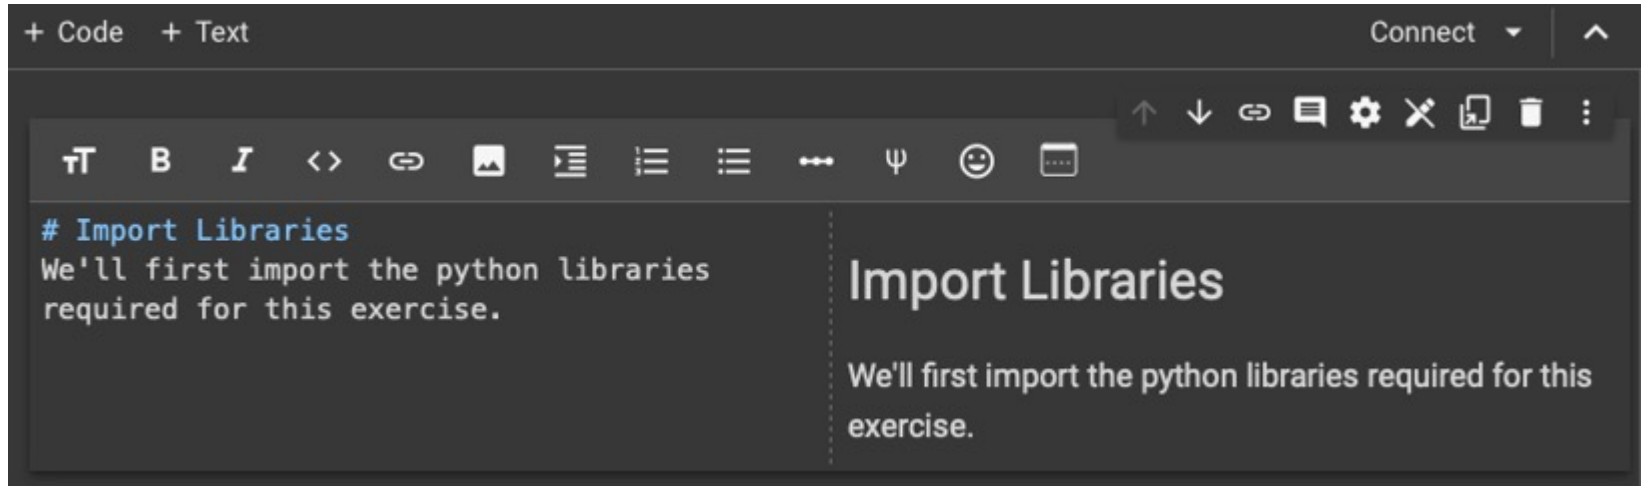 + Code + Text Connect
# Import Libraries
We'll first import the python libraries
required for this exercise.
Import Libraries
We'll first import the python libraries required for this
exercise.